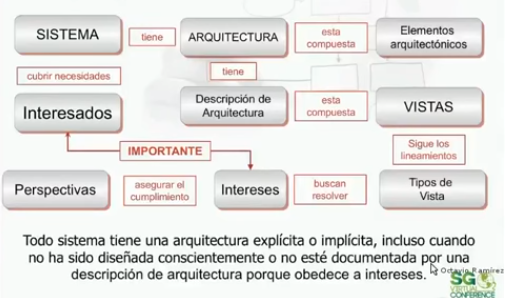 SISTEMA
tiene
ARQUITECTURA
esta
compuesta
Elementos
arquitectónicos
cubrir necesidades
tiene
Interesados
Descripción de
Arquitectura
esta
compuesta
VISTAS
IMPORTANTE
Sigue los
lineamientos
Perspectivas
asegurar el
cumplimiento
Intereses
buscan
resolver
Tipos de
Vista
Todo sistema tiene una arquitectura explícita o implícita, incluso cuando
no ha sido diseñada conscientemente o no esté documentada por una
descripción de arquitectura porque obedece a intereses.
Octavio Ramírez
SG
VIRTUAL
CONFERENCE